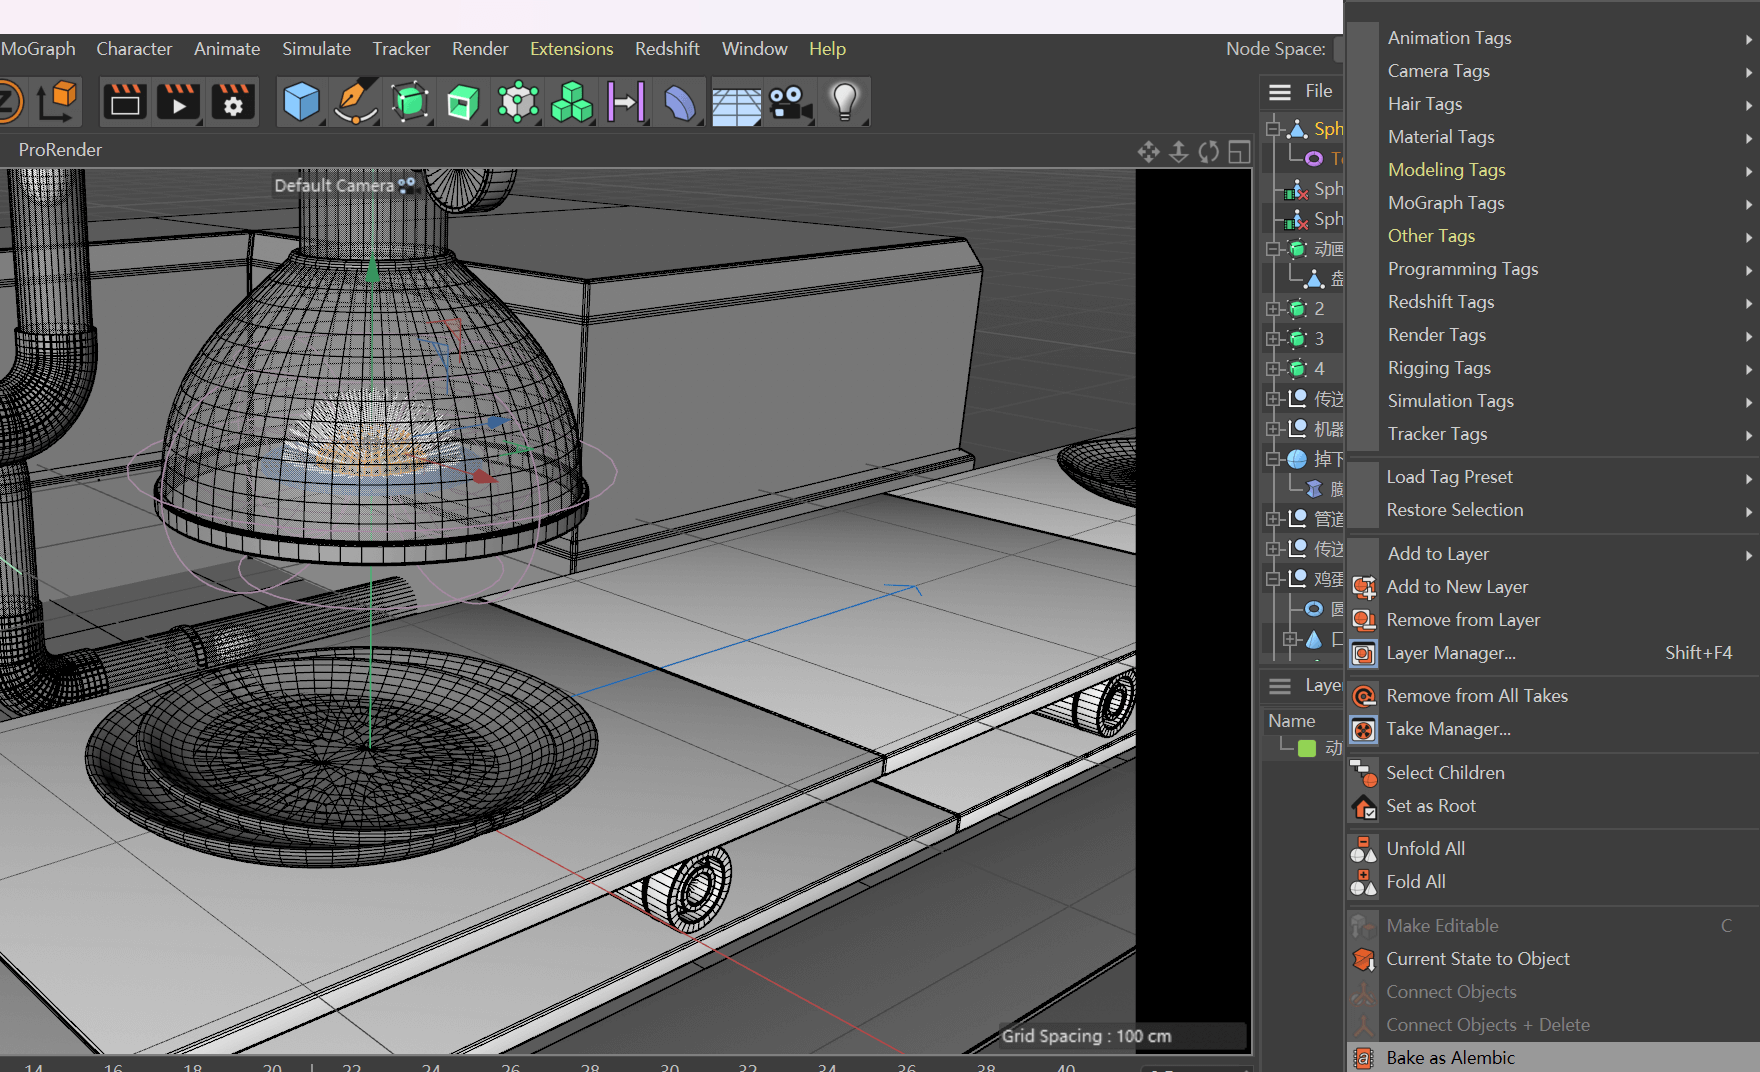 MoGraph Character Animate Simulate Tracker Render Extensions Redshift Window Help Node Space:
ProRender
Default Camera
Grid Spacing : 100 cm
14 16 18 20 22 24 26 28 30 32 34 36 38 40
File
Sph
Sph
Sph
动画
盘
2
3
4
传送
机器
掉下
管道
传送
鸡蛋
圆
Laye
Name
动
Animation Tags
Camera Tags
Hair Tags
Material Tags
Modeling Tags
MoGraph Tags
Other Tags
Programming Tags
Redshift Tags
Render Tags
Rigging Tags
Simulation Tags
Tracker Tags
Load Tag Preset
Restore Selection
Add to Layer
Add to New Layer
Remove from Layer
Layer Manager... Shift+F4
Remove from All Takes
Take Manager...
Select Children
Set as Root
Unfold All
Fold All
Make Editable C
Current State to Object
Connect Objects
Connect Objects + Delete
Bake as Alembic